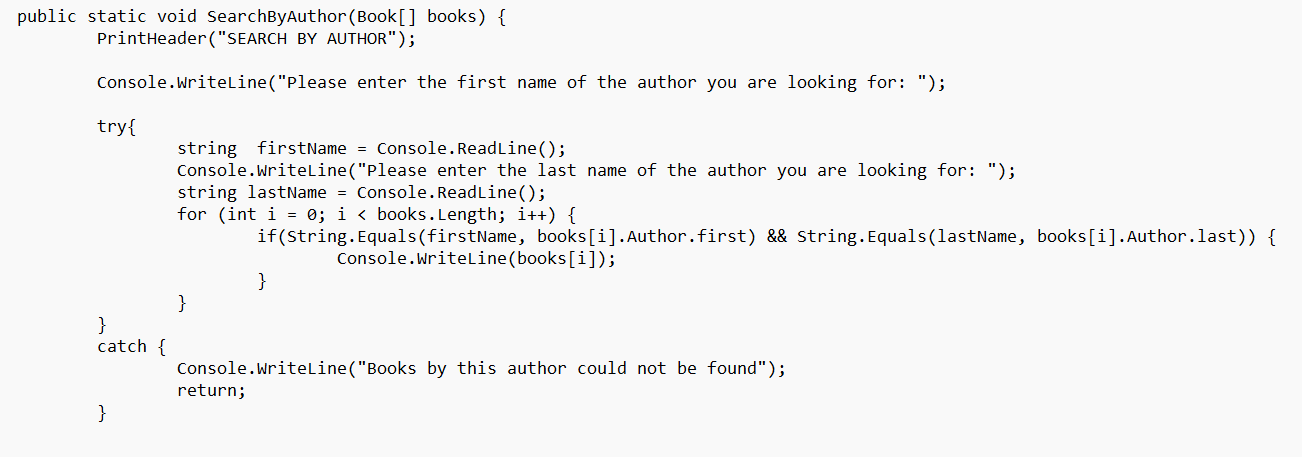 public static void SearchByAuthor(Book[] books) {
PrintHeader("SEARCH BY AUTHOR");
Console.WriteLine("Please enter the first name of the author you are looking for: ");
try{
string  firstName = Console.ReadLine();
Console.WriteLine("Please enter the last name of the author you are looking for: ");
string lastName = Console.ReadLine();
for (int i = 0; i < books.Length; i++) {
if(String.Equals(firstName, books[i].Author.first) && String.Equals(lastName, books[i].Author.last)) {
Console.WriteLine(books[i]);
}
}
}
catch {
Console.WriteLine("Books by this author could not be found");
return;
}